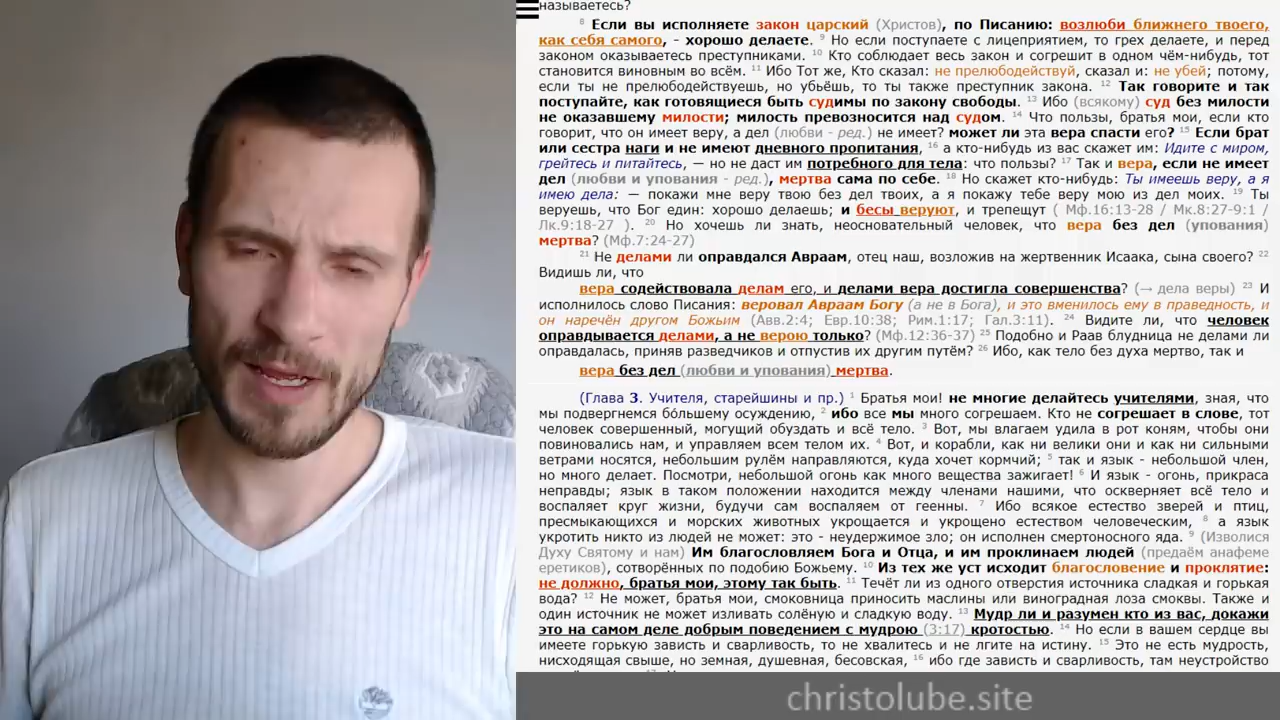 называетесь?
8 Если вы исполняете закон царский (Христов), по Писанию: возлюби ближнего твоего,
как себя самого, - хорошо делаете. 9 Но если поступаете с лицеприятием, то грех делаете, и перед
законом оказываетесь преступниками. 10 Кто соблюдает весь закон и согрешит в одном чём-нибудь, тот
становится виновным во всём. 11 Ибо Тот же, Кто сказал: не прелюбодействуй, сказал и: не убей; потому,
если ты не прелюбодействуешь, но убьёшь, то ты также преступник закона. 12 Так говорите и так
поступайте, как готовящиеся быть судимы по закону свободы. 13 Ибо (всякому) суд без милости
не оказавшему милости; милость превозносится над судом. 14 Что пользы, братья мои, если кто
говорит, что он имеет веру, а дел (любви - ред.) не имеет? может ли эта вера спасти его? 15 Если брат
или сестра наги и не имеют дневного пропитания, 16 а кто-нибудь из вас скажет им: Идите с миром,
грейтесь и питайтесь, — но не даст им потребного для тела: что пользы? 17 Так и вера, если не имеет
дел (любви и упования - ред.), мертва сама по себе. 18 Но скажет кто-нибудь: Ты имеешь веру, а я
имею дела: — покажи мне веру твою без дел твоих, а я покажу тебе веру мою из дел моих. 19 Ты
веруешь, что Бог един: хорошо делаешь; и бесы веруют, и трепещут ( Мф.16:13-28 / Мк.8:27-9:1 /
Лк.9:18-27 ). 20 Но хочешь ли знать, неосновательный человек, что вера без дел (упования)
мертва? (Мф.7:24-27)
21 Не делами ли оправдался Авраам, отец наш, возложив на жертвенник Исаака, сына своего? 22
Видишь ли, что
вера содействовала делам его, и делами вера достигла совершенства? (→ дела веры) 23 И
исполнилось слово Писания: веровал Авраам Богу (а не в Бога), и это вменилось ему в праведность, и
он наречён другом Божьим (Авв.2:4; Евр.10:38; Рим.1:17; Гал.3:11). 24 Видите ли, что человек
оправдывается делами, а не верою только? (Мф.12:36-37) 25 Подобно и Раав блудница не делами ли
оправдалась, приняв разведчиков и отпустив их другим путём? 26 Ибо, как тело без духа мертво, так и
вера без дел (любви и упования) мертва.
(Глава 3. Учителя, старейшины и пр.) 1 Братья мои! не многие делайтесь учителями, зная, что
мы подвергнемся бóльшему осуждению, 2 ибо все мы много согрешаем. Кто не согрешает в слове, тот
человек совершенный, могущий обуздать и всё тело. 3 Вот, мы влагаем удила в рот коням, чтобы они
повиновались нам, и управляем всем телом их. 4 Вот, и корабли, как ни велики они и как ни сильными
ветрами носятся, небольшим рулём направляются, куда хочет кормчий; 5 так и язык - небольшой член,
но много делает. Посмотри, небольшой огонь как много вещества зажигает! 6 И язык - огонь, прикраса
неправды; язык в таком положении находится между членами нашими, что оскверняет всё тело и
воспаляет круг жизни, будучи сам воспаляем от геенны. 7 Ибо всякое естество зверей и птиц,
пресмыкающихся и морских животных укрощается и укрощено естеством человеческим, 8 а язык
укротить никто из людей не может: это - неудержимое зло; он исполнен смертоносного яда. 9 (Изволися
Духу Святому и нам) Им благословляем Бога и Отца, и им проклинаем людей (предаём анафеме
еретиков), сотворённых по подобию Божьему. 10 Из тех же уст исходит благословение и проклятие:
не должно, братья мои, этому так быть. 11 Течёт ли из одного отверстия источника сладкая и горькая
вода? 12 Не может, братья мои, смоковница приносить маслины или виноградная лоза смоквы. Также и
один источник не может изливать солёную и сладкую воду. 13 Мудр ли и разумен кто из вас, докажи
это на самом деле добрым поведением с мудрою (3:17) кротостью. 14 Но если в вашем сердце вы
имеете горькую зависть и сварливость, то не хвалитесь и не лгите на истину. 15 Это не есть мудрость,
нисходящая свыше, но земная, душевная, бесовская, 16 ибо где зависть и сварливость, там неустройство
christolube.site